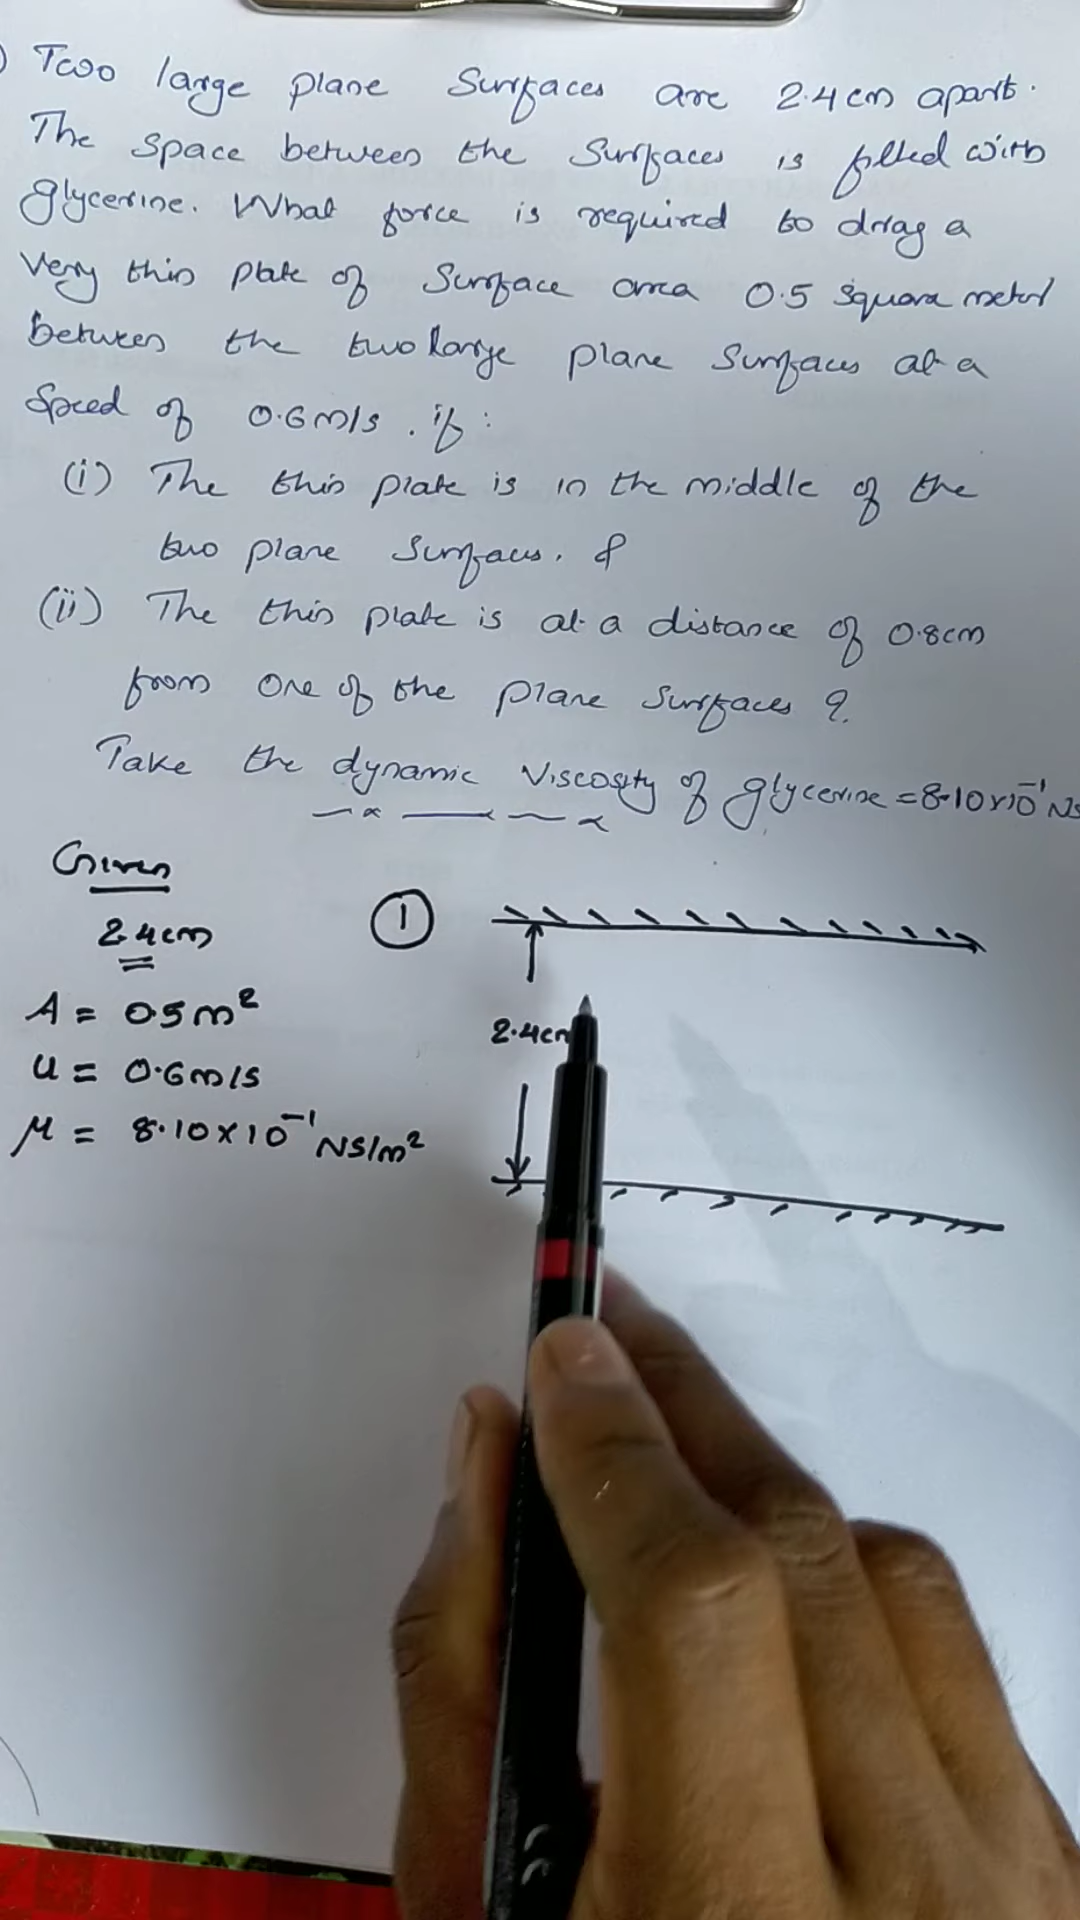 ) Two large plane surfaces are 2.4cm apart.
The space between the surfaces is filled with
glycerine. What force is required to drag a
very thin plate of surface area 0.5 square meter
between the two large plane surfaces at a
speed of 0.6m/s. if:
(i) The thin plate is in the middle of the
two plane surfaces. &
(ii) The thin plate is at a distance of 0.8cm
from one of the plane surfaces ?.
Take the dynamic viscosity of glycerine = 8.10x10⁻¹ Ns
Given
2.4cm
A = 0.5m²
u = 0.6m/s
μ = 8.10x10⁻¹ NS/m²
①
2.4cm